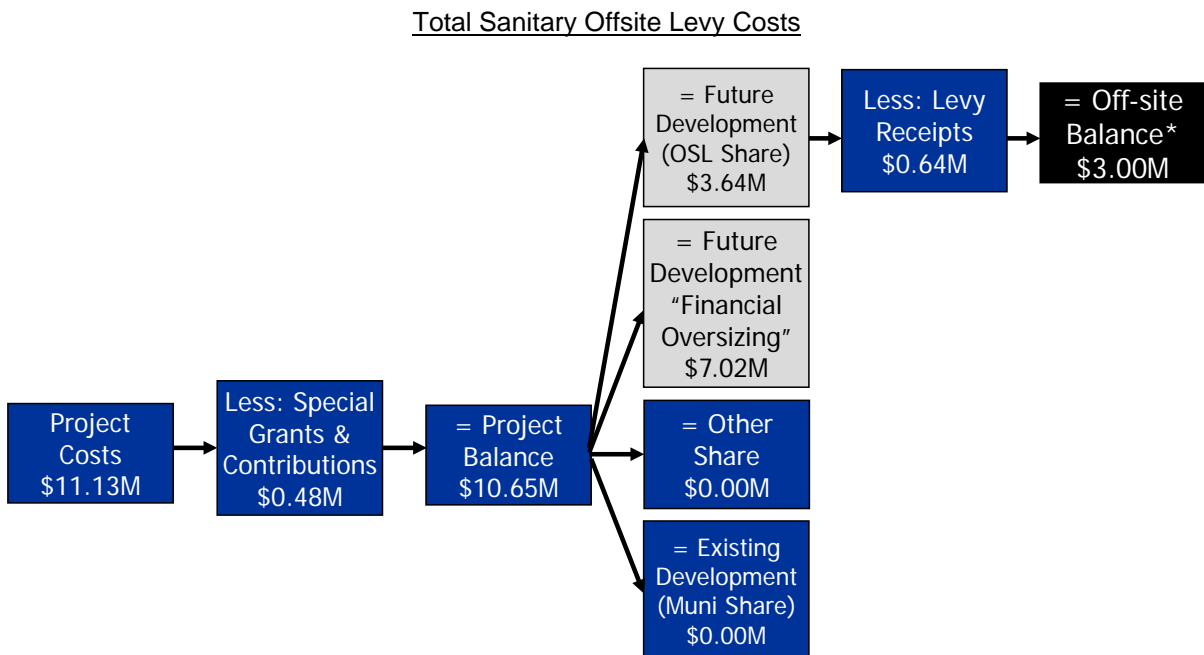 Total Sanitary Offsite Levy Costs
Project
Costs
$11.13M
Less: Special
Grants &
Contributions
$0.48M
= Project
Balance
$10.65M
= Future
Development
(OSL Share)
$3.64M
Less: Levy
Receipts
$0.64M
= Off-site
Balance*
$3.00M
= Future
Development
“Financial
Oversizing”
$7.02M
= Other
Share
$0.00M
= Existing
Development
(Muni Share)
$0.00M